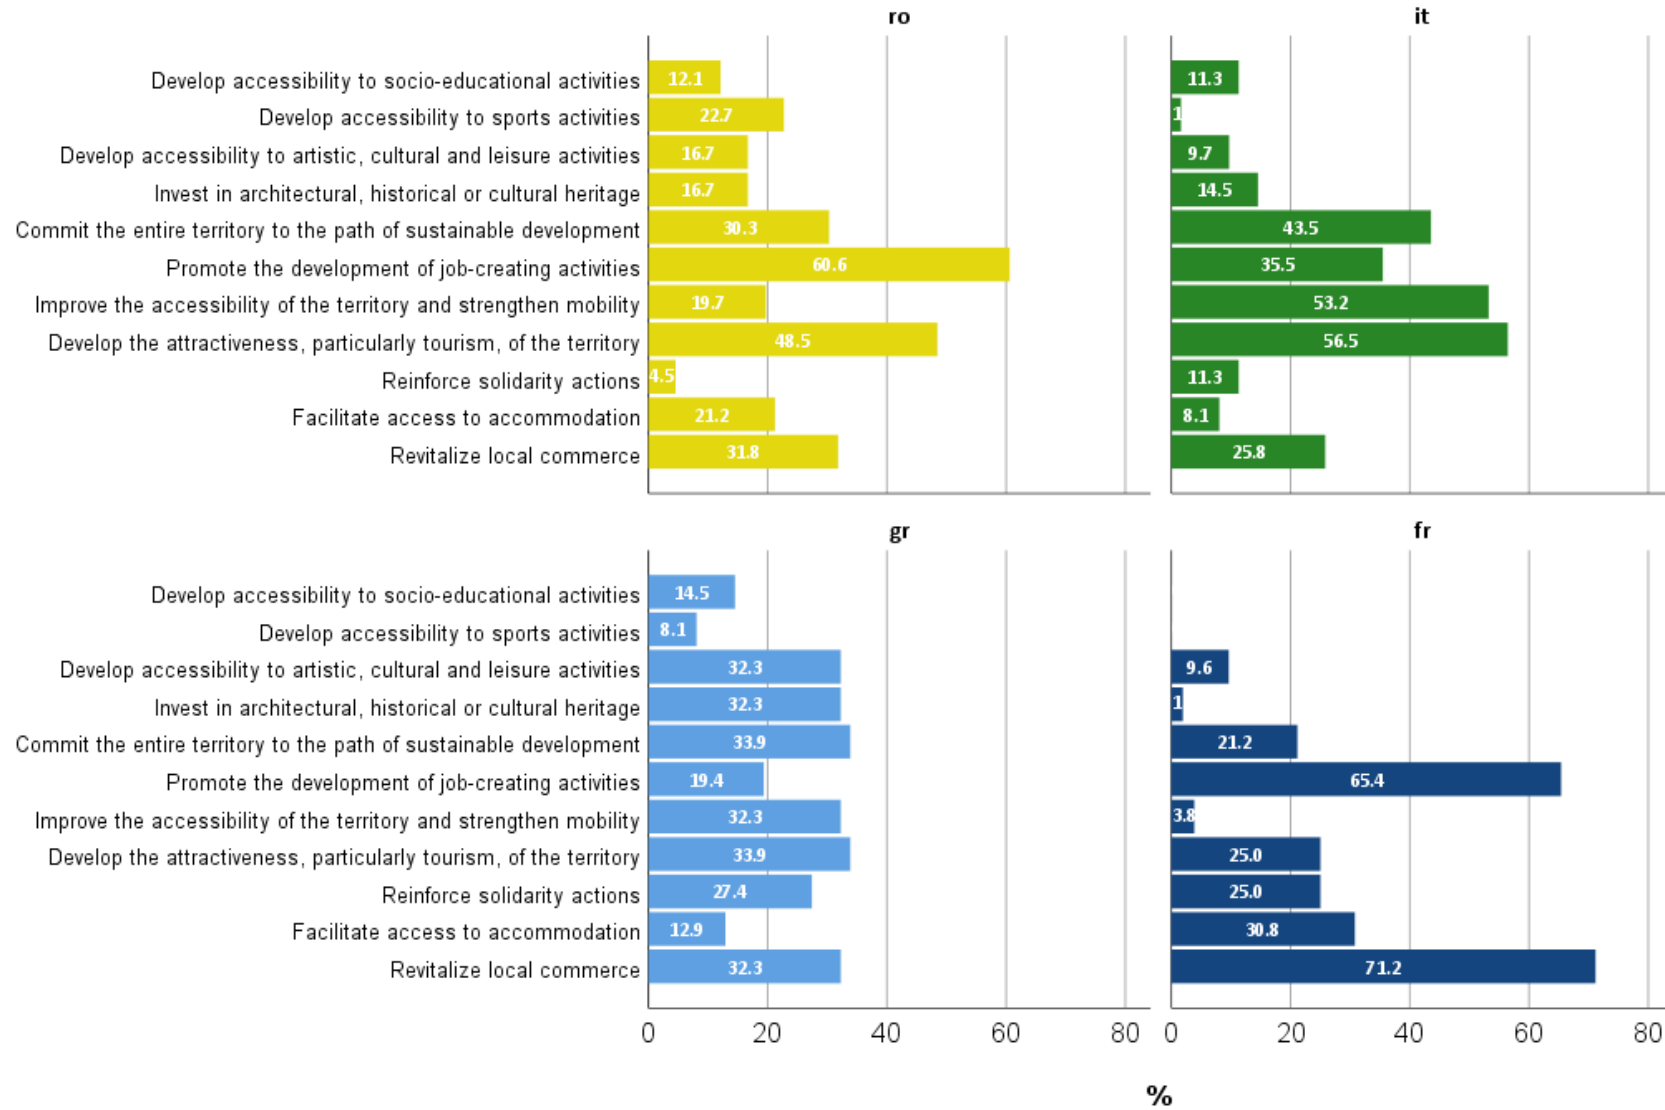 ro
it
Develop accessibility to socio-educational activities 12.1 11.3
Develop accessibility to sports activities 22.7 1
Develop accessibility to artistic, cultural and leisure activities 16.7 9.7
Invest in architectural, historical or cultural heritage 16.7 14.5
Commit the entire territory to the path of sustainable development 30.3 43.5
Promote the development of job-creating activities 60.6 35.5
Improve the accessibility of the territory and strengthen mobility 19.7 53.2
Develop the attractiveness, particularly tourism, of the territory 48.5 56.5
Reinforce solidarity actions 4.5 11.3
Facilitate access to accommodation 21.2 8.1
Revitalize local commerce 31.8 25.8
gr
fr
Develop accessibility to socio-educational activities 14.5
Develop accessibility to sports activities 8.1
Develop accessibility to artistic, cultural and leisure activities 32.3 9.6
Invest in architectural, historical or cultural heritage 32.3 1
Commit the entire territory to the path of sustainable development 33.9 21.2
Promote the development of job-creating activities 19.4 65.4
Improve the accessibility of the territory and strengthen mobility 32.3 3.8
Develop the attractiveness, particularly tourism, of the territory 33.9 25.0
Reinforce solidarity actions 27.4 25.0
Facilitate access to accommodation 12.9 30.8
Revitalize local commerce 32.3 71.2
0 20 40 60 80 0 20 40 60 80
%